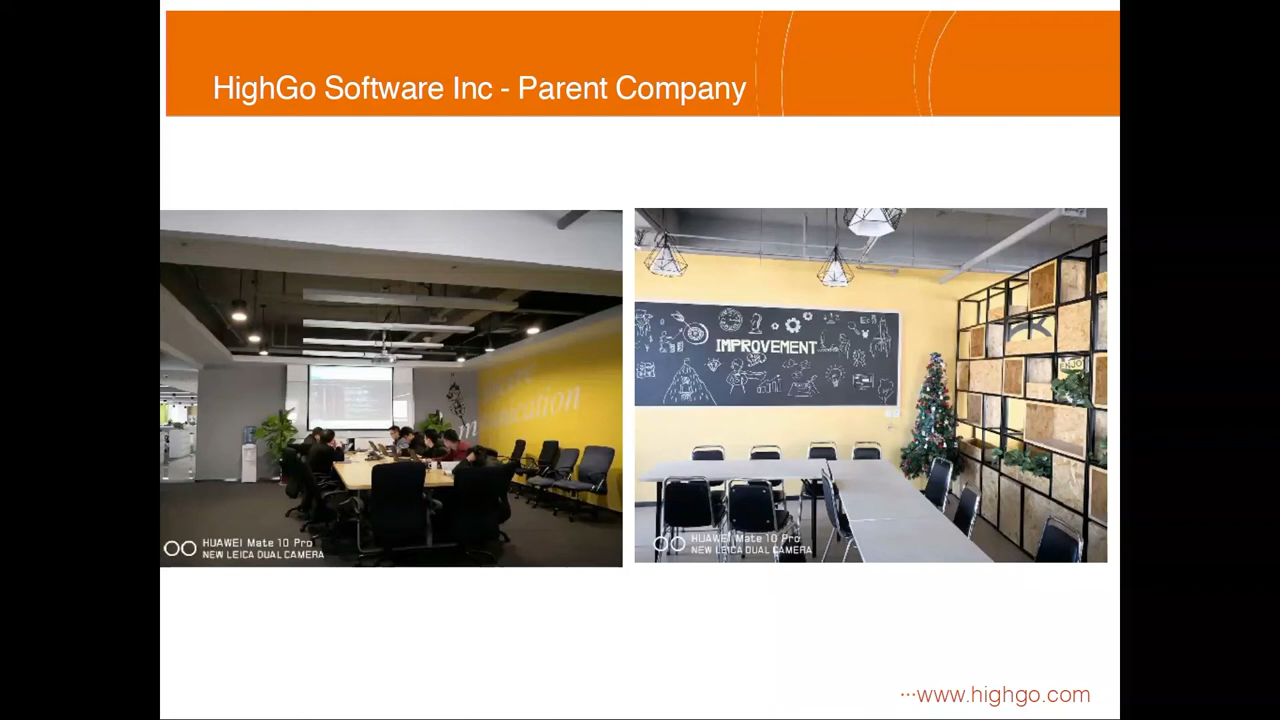 HighGo Software Inc - Parent Company
HUAWEI Mate 10 Pro
NEW LEICA DUAL CAMERA
IMPROVEMENT
ENJOY
HUAWEI Mate 10 Pro
NEW LEICA DUAL CAMERA
···www.highgo.com